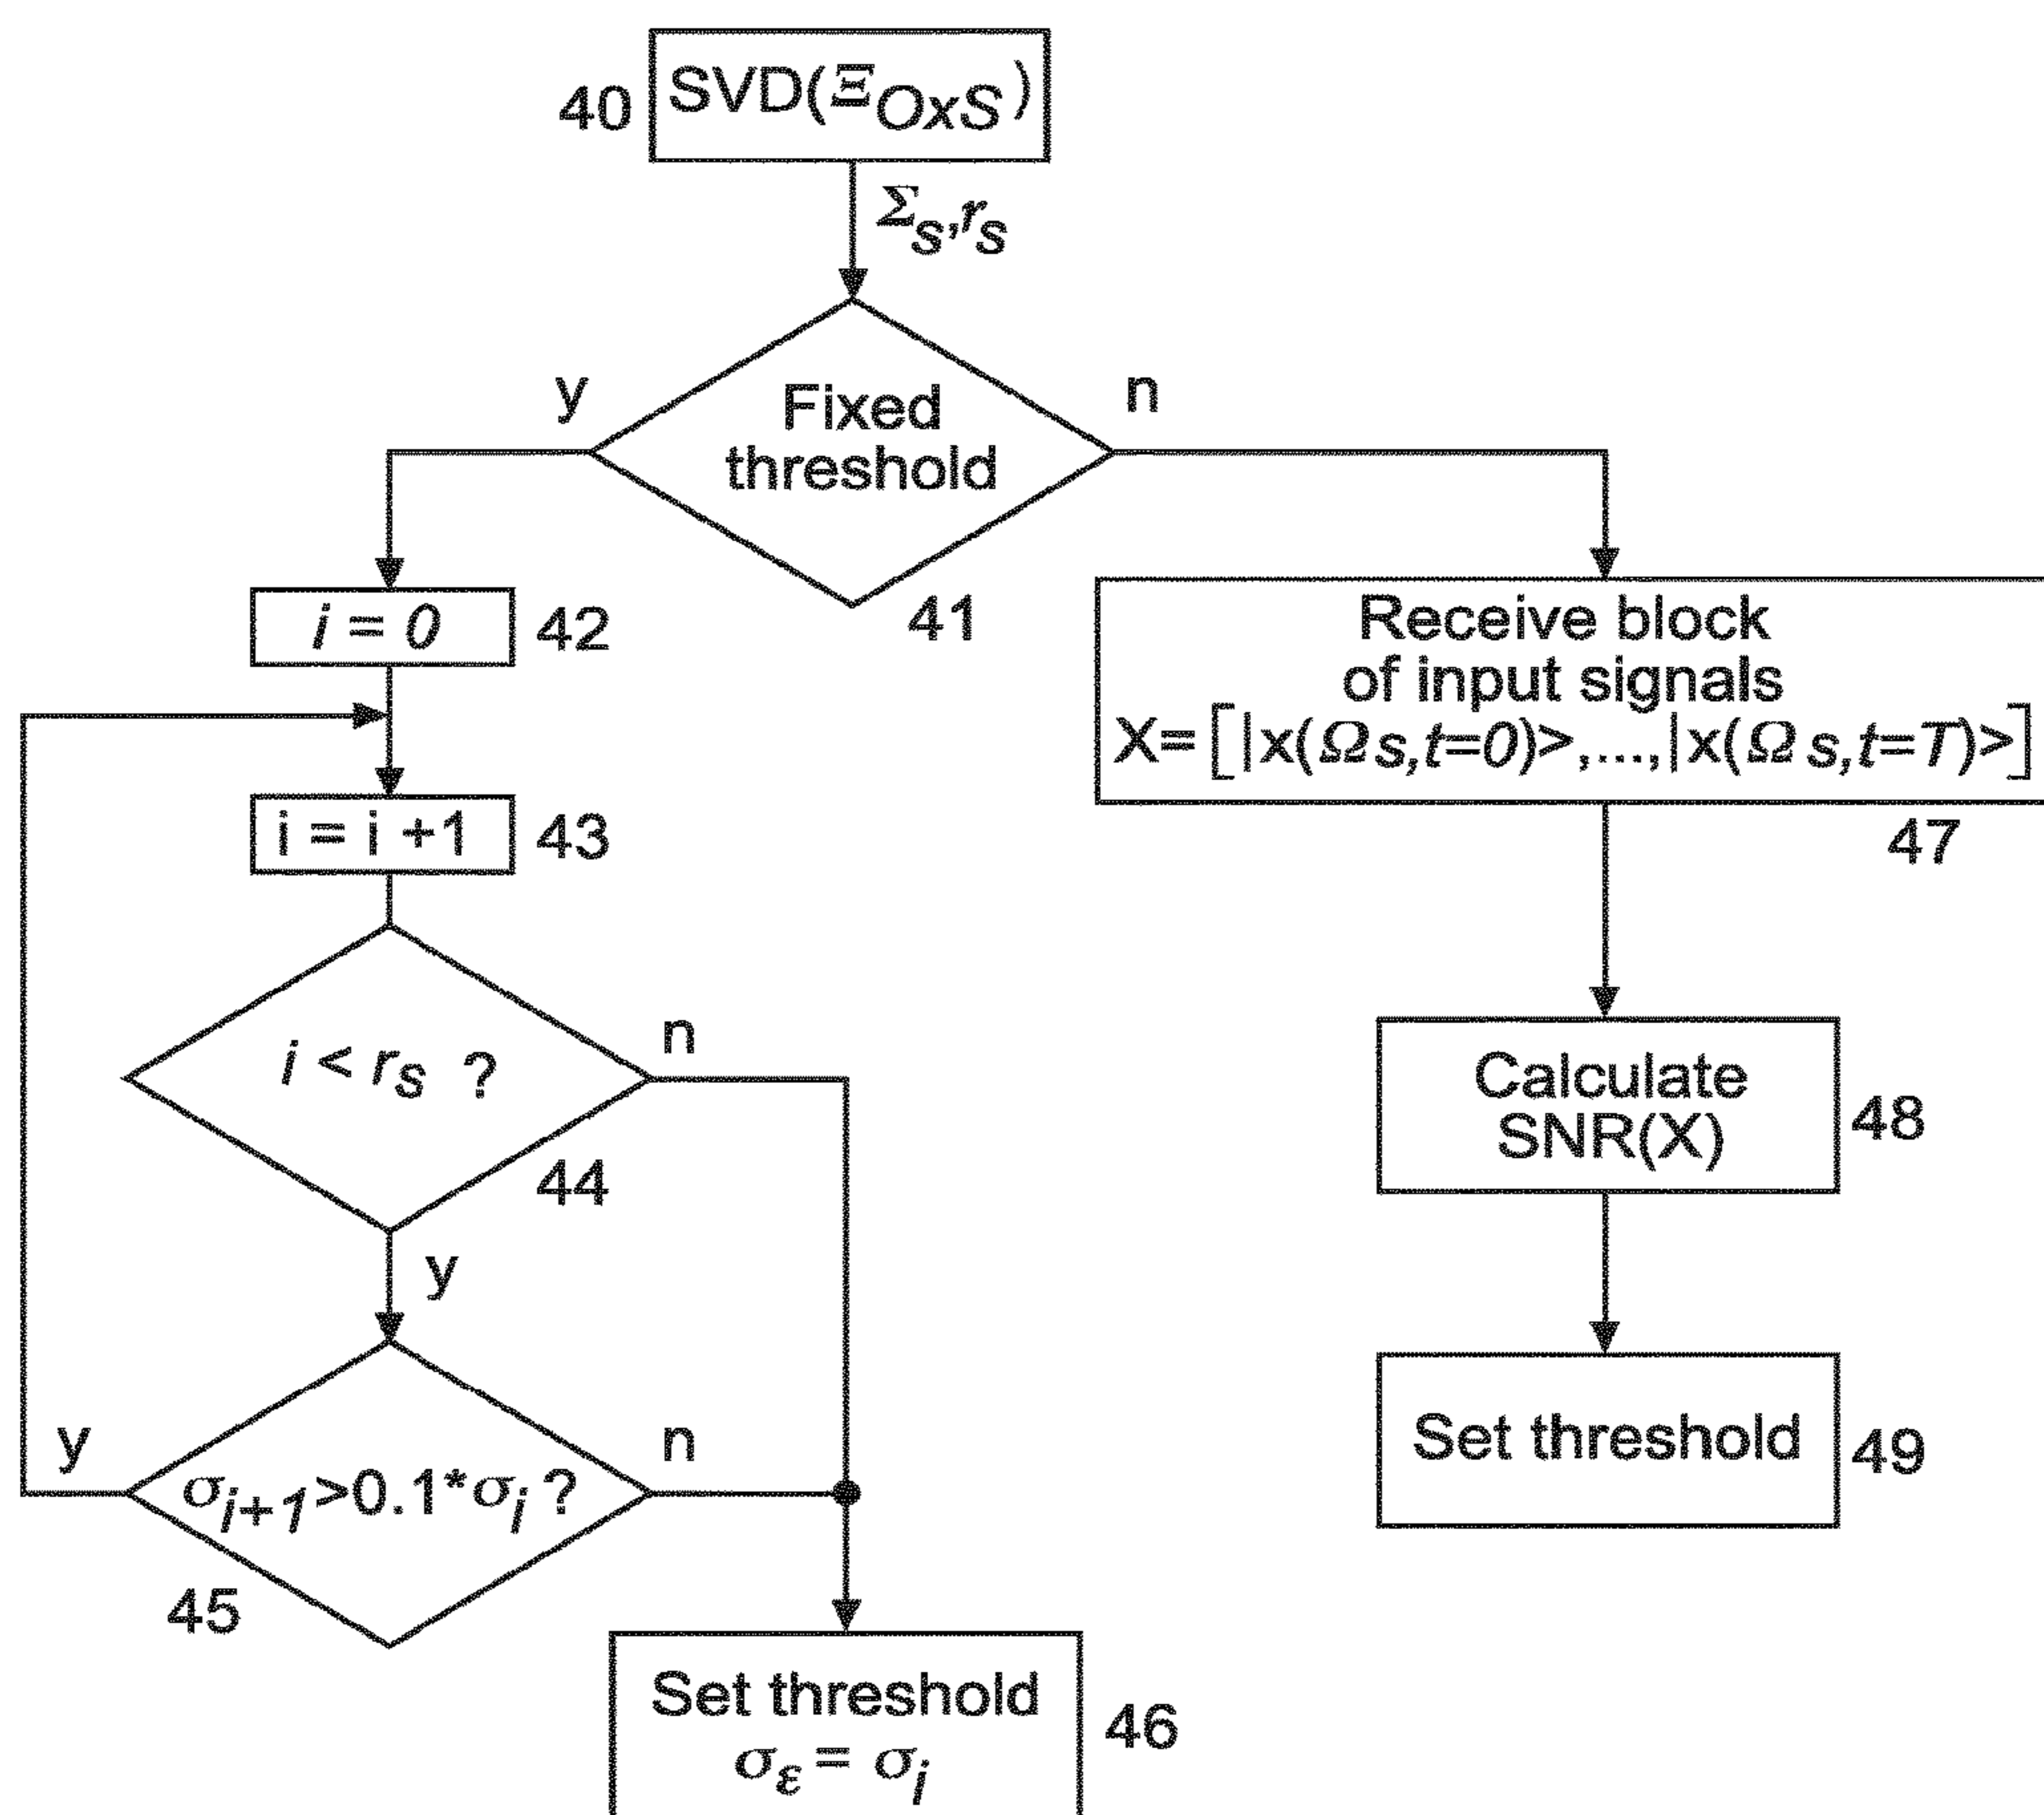 40
SVD(Ξ_OxS)
Σ_s,r_s
y
n
Fixed
threshold
41
i = 0
42
i = i +1
43
i < r_s ?
n
44
y
σ_i+1>0.1*σ_i ?
y
n
45
Set threshold
σ_ε = σ_i
46
Receive block
of input signals
X=[|x(Ω_s,t=0)>,...,|x(Ω_s,t=T)>]
47
Calculate
SNR(X)
48
Set threshold
49